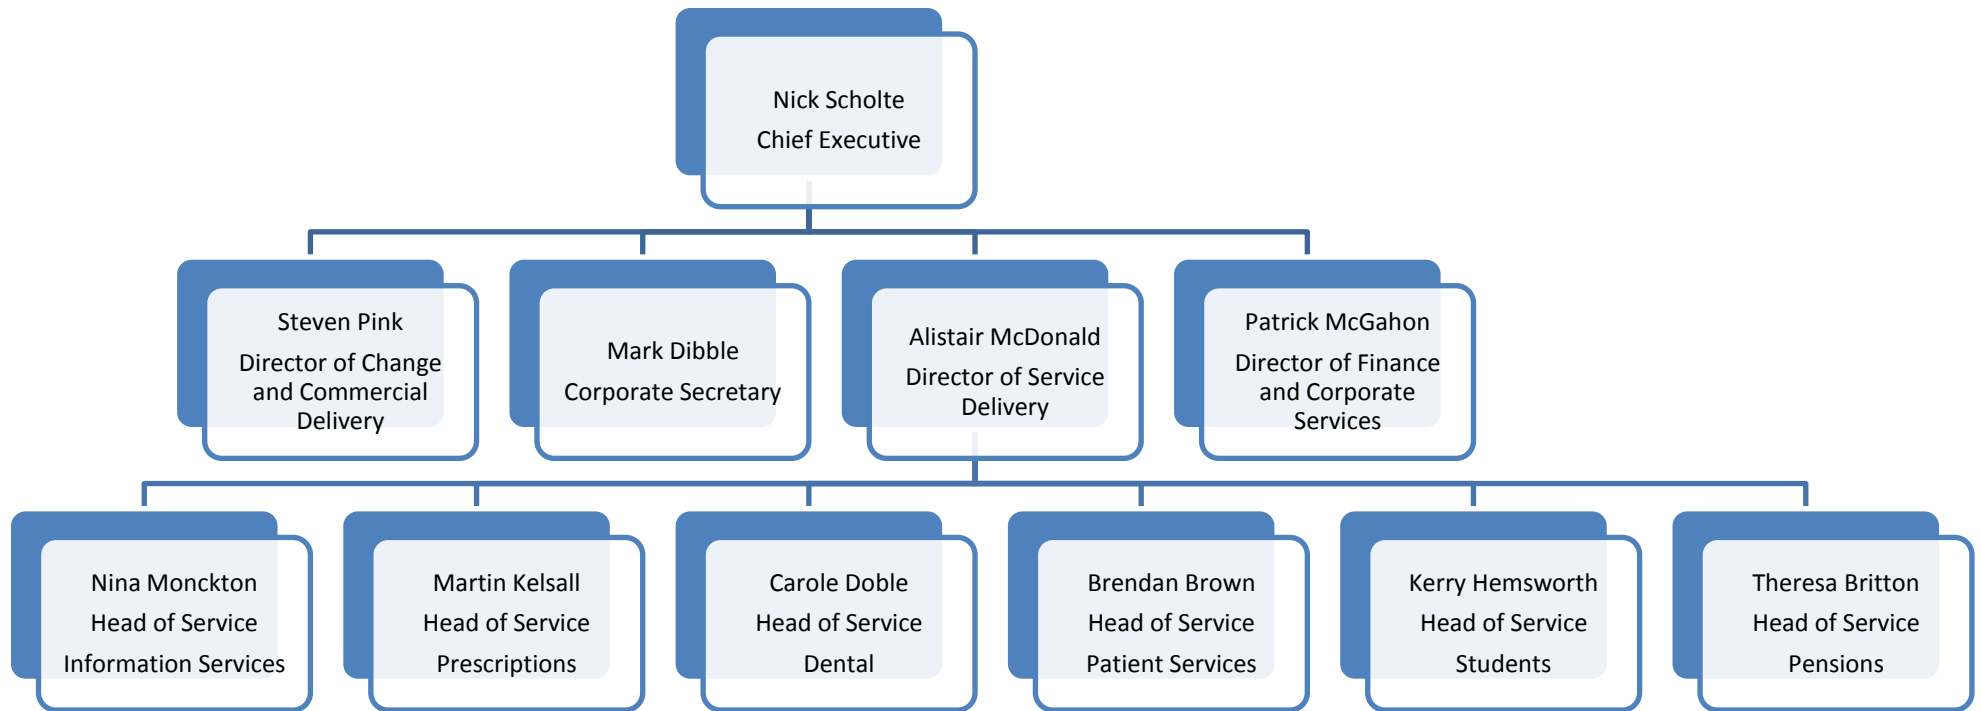 Nick Scholte
Chief Executive
Steven Pink
Director of Change
and Commercial
Delivery
Mark Dibble
Corporate Secretary
Alistair McDonald
Director of Service
Delivery
Patrick McGahon
Director of Finance
and Corporate
Services
Nina Monckton
Head of Service
Information Services
Martin Kelsall
Head of Service
Prescriptions
Carole Doble
Head of Service
Dental
Brendan Brown
Head of Service
Patient Services
Kerry Hemsworth
Head of Service
Students
Theresa Britton
Head of Service
Pensions